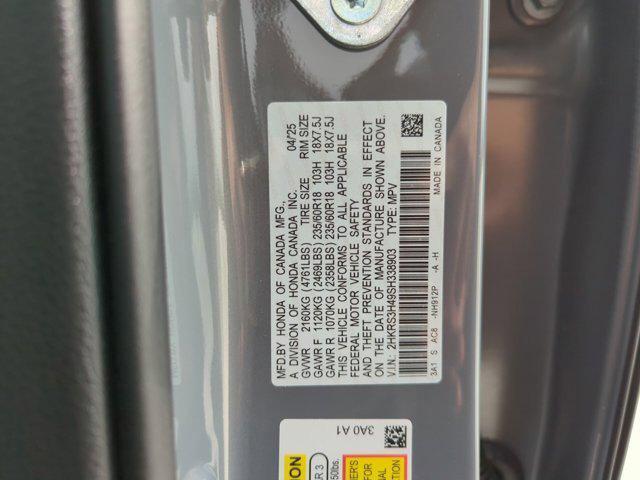 MFD.BY HONDA OF CANADA MFG.,
A DIVISION OF HONDA CANADA INC. 04/25
GVWR 2160KG (4761LBS) TIRE SIZE RIM SIZE
GAWR F 1120KG (2469LBS) 235/60R18 103H 18X7.5J
GAWR R 1070KG (2358LBS) 235/60R18 103H 18X7.5J
THIS VEHICLE CONFORMS TO ALL APPLICABLE
FEDERAL MOTOR VEHICLE SAFETY
AND THEFT PREVENTION STANDARDS IN EFFECT
ON THE DATE OF MANUFACTURE SHOWN ABOVE.
V.I.N.: 2HKRS3H49SH338903 TYPE: MPV
3A1 S AC8 -NH912P -A -H MADE IN CANADA
3A0 A1